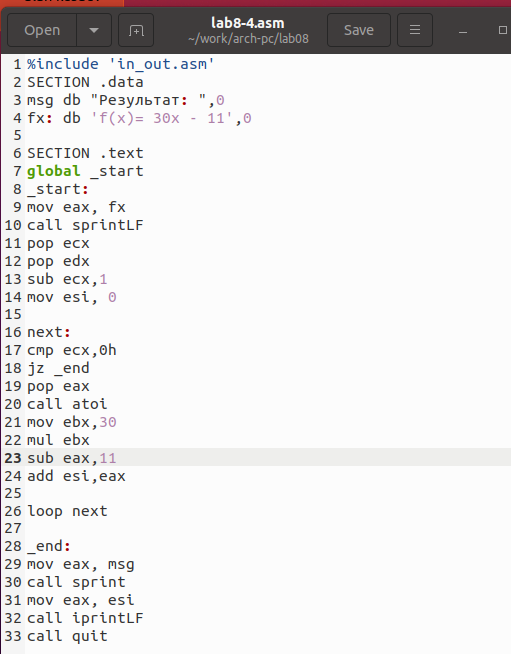 lab8-4.asm
Open
Save
~/work/arch-pc/lab08
1 %include 'in_out.asm'
2 SECTION .data
3 msg db "Результат: ",0
4 fx: db 'f(x)= 30x - 11',0
5
6 SECTION .text
7 global _start
8 _start:
9 mov eax, fx
10 call sprintLF
11 pop ecx
12 pop edx
13 sub ecx,1
14 mov esi, 0
15
16 next:
17 cmp ecx,0h
18 jz _end
19 pop eax
20 call atoi
21 mov ebx,30
22 mul ebx
23 sub eax,11
24 add esi,eax
25
26 loop next
27
28 _end:
29 mov eax, msg
30 call sprint
31 mov eax, esi
32 call iprintLF
33 call quit